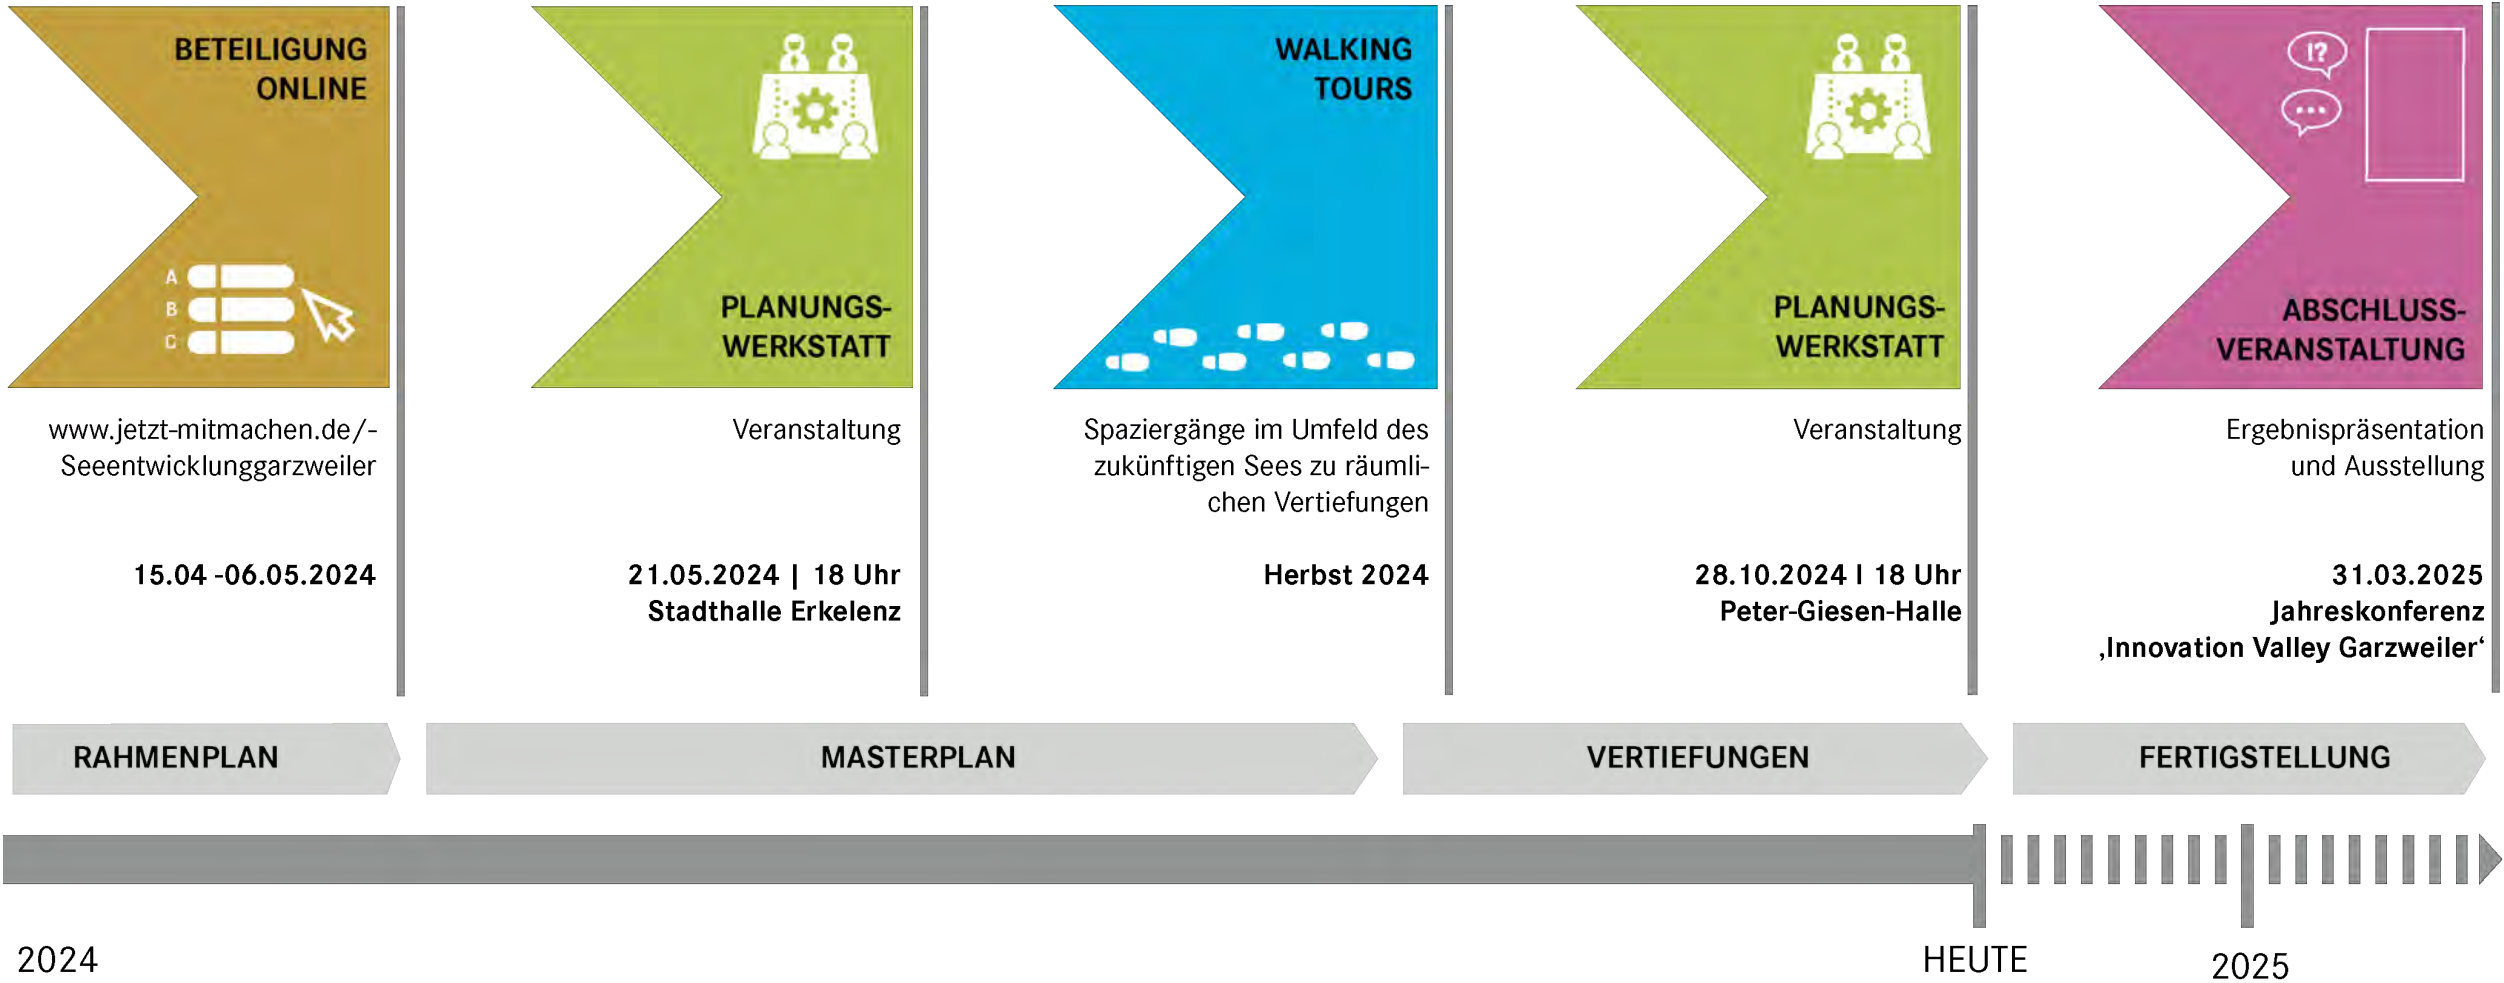 BETEILIGUNG
ONLINE
A
B
C
www.jetzt-mitmachen.de/-
Seeentwicklunggarzweiler
15.04 -06.05.2024
PLANUNGS-
WERKSTATT
Veranstaltung
21.05.2024 | 18 Uhr
Stadthalle Erkelenz
WALKING
TOURS
Spaziergänge im Umfeld des
zukünftigen Sees zu räumli-
chen Vertiefungen
Herbst 2024
PLANUNGS-
WERKSTATT
Veranstaltung
28.10.2024 I 18 Uhr
Peter-Giesen-Halle
!?
...
ABSCHLUSS-
VERANSTALTUNG
Ergebnispräsentation
und Ausstellung
31.03.2025
Jahreskonferenz
‚Innovation Valley Garzweiler‘
RAHMENPLAN
MASTERPLAN
VERTIEFUNGEN
FERTIGSTELLUNG
2024
HEUTE
2025